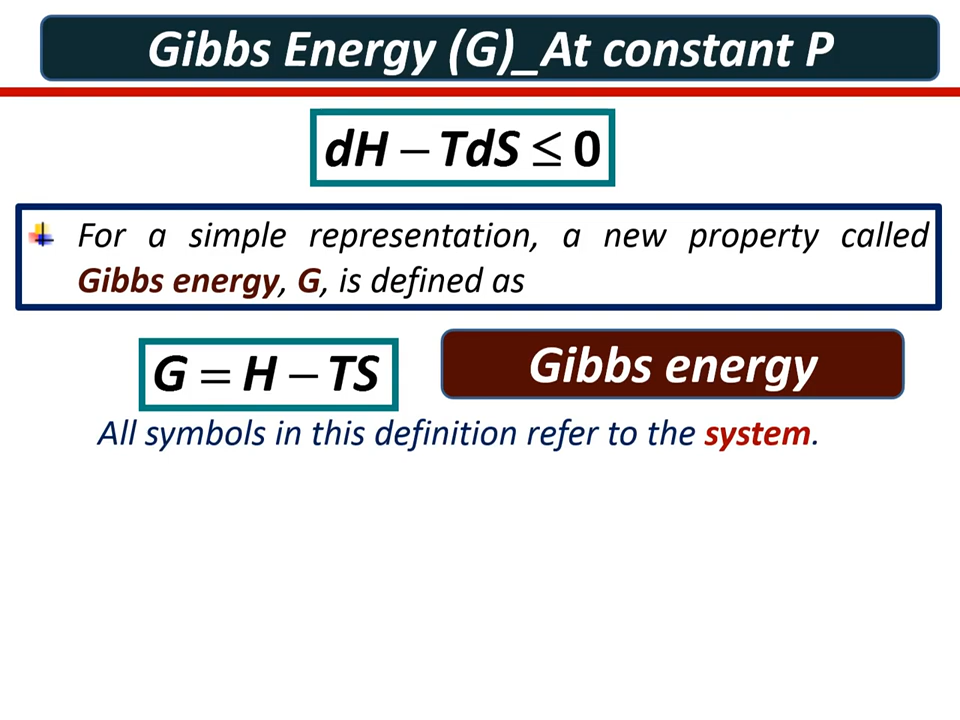 Gibbs Energy (G)_At constant P
dH – TdS ≤ 0
For a simple representation, a new property called
Gibbs energy, G, is defined as
G = H – TS
Gibbs energy
All symbols in this definition refer to the system.